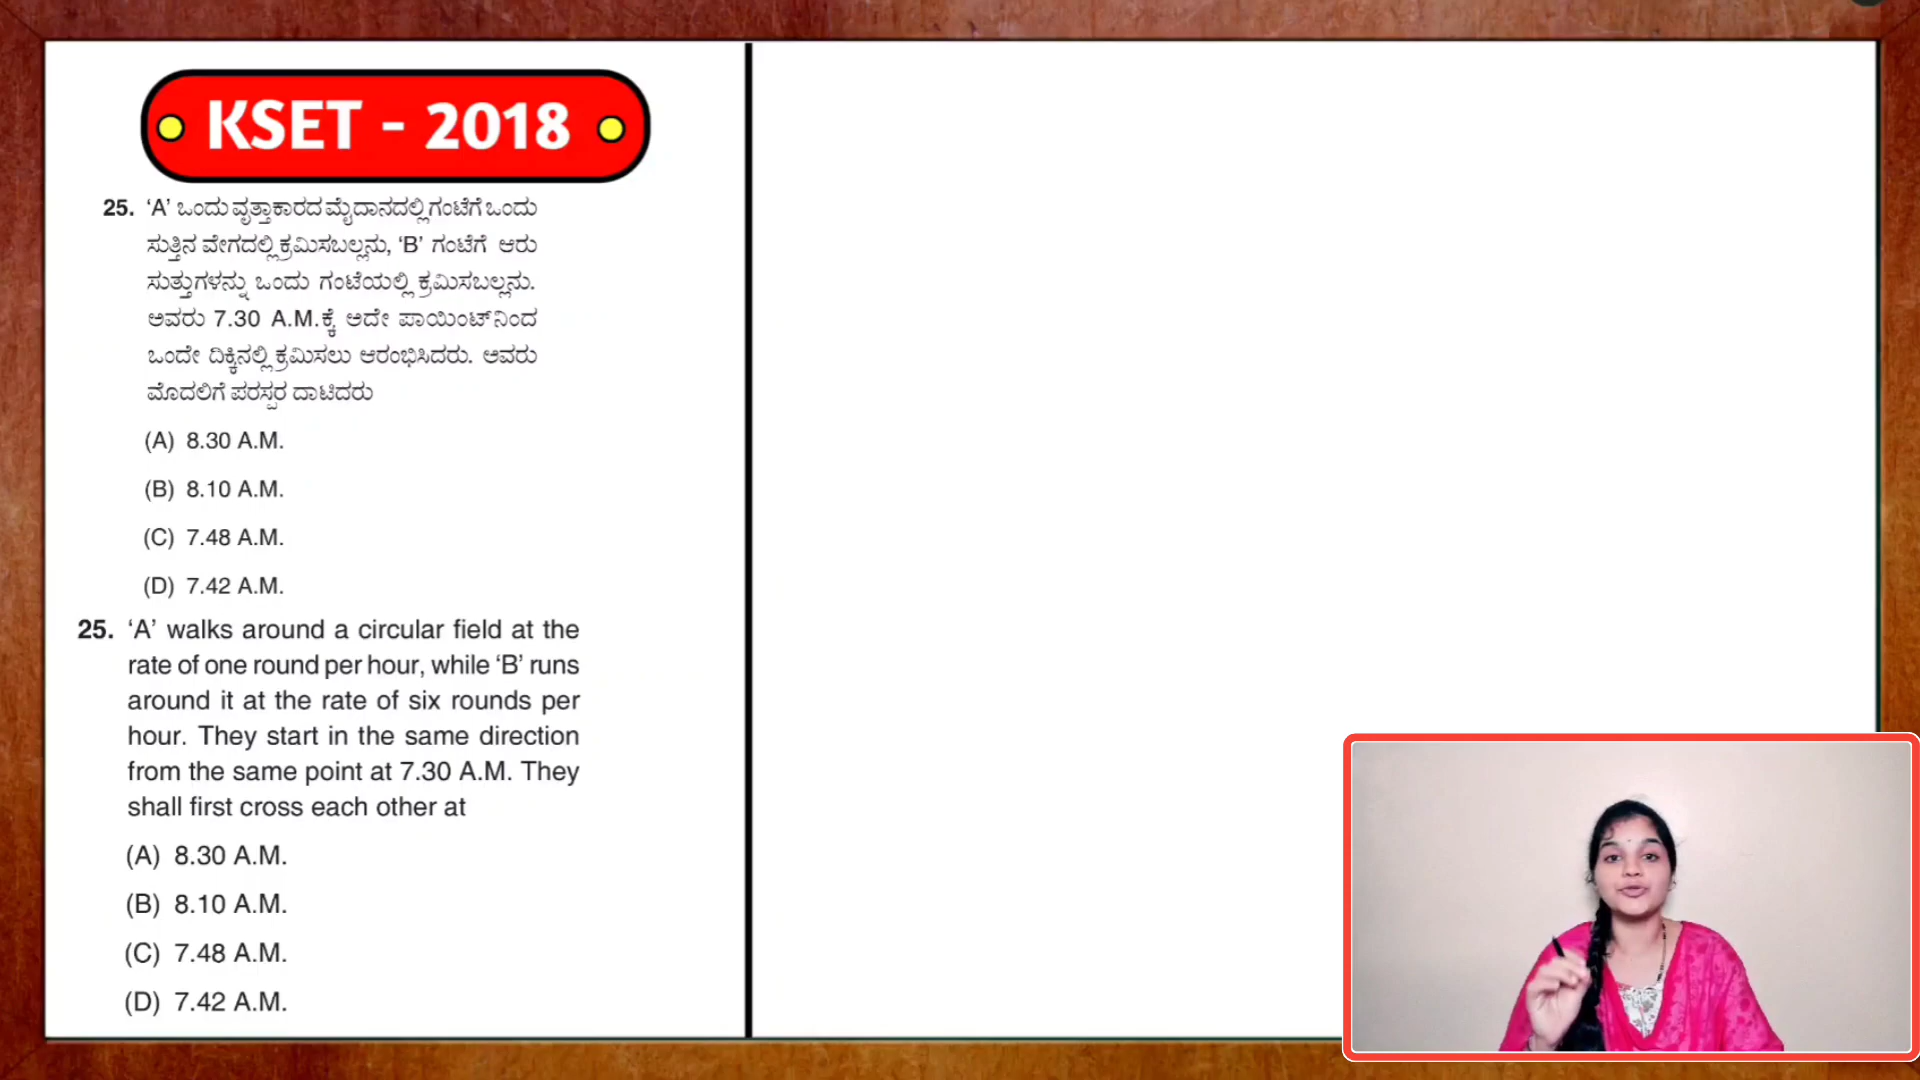 KSET - 2018
25. ‘A’ ಒಂದು ವೃತ್ತಾಕಾರದ ಮೈದಾನದಲ್ಲಿ ಗಂಟೆಗೆ ಒಂದು
ಸುತ್ತಿನ ವೇಗದಲ್ಲಿ ಕ್ರಮಿಸಬಲ್ಲನು, ‘B’ ಗಂಟೆಗೆ ಆರು
ಸುತ್ತುಗಳನ್ನು ಒಂದು ಗಂಟೆಯಲ್ಲಿ ಕ್ರಮಿಸಬಲ್ಲನು.
ಅವರು 7.30 A.M.ಕ್ಕೆ ಅದೇ ಪಾಯಿಂಟ್‌ನಿಂದ
ಒಂದೇ ದಿಕ್ಕಿನಲ್ಲಿ ಕ್ರಮಿಸಲು ಆರಂಭಿಸಿದರು. ಅವರು
ಮೊದಲಿಗೆ ಪರಸ್ಪರ ದಾಟಿದರು
(A) 8.30 A.M.
(B) 8.10 A.M.
(C) 7.48 A.M.
(D) 7.42 A.M.
25. ‘A’ walks around a circular field at the
rate of one round per hour, while ‘B’ runs
around it at the rate of six rounds per
hour. They start in the same direction
from the same point at 7.30 A.M. They
shall first cross each other at
(A) 8.30 A.M.
(B) 8.10 A.M.
(C) 7.48 A.M.
(D) 7.42 A.M.